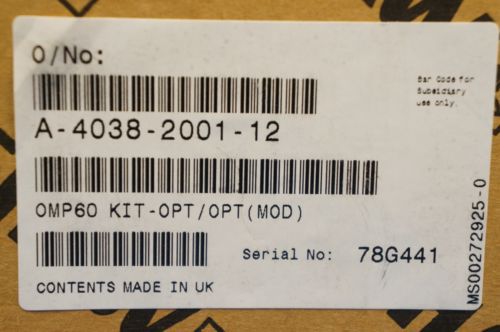 O/No:
Bar Code for
Subsidiary
use only.
A-4038-2001-12
OMP60 KIT-OPT/OPT(MOD)
Serial No: 78G441
CONTENTS MADE IN UK
MS00272925-0